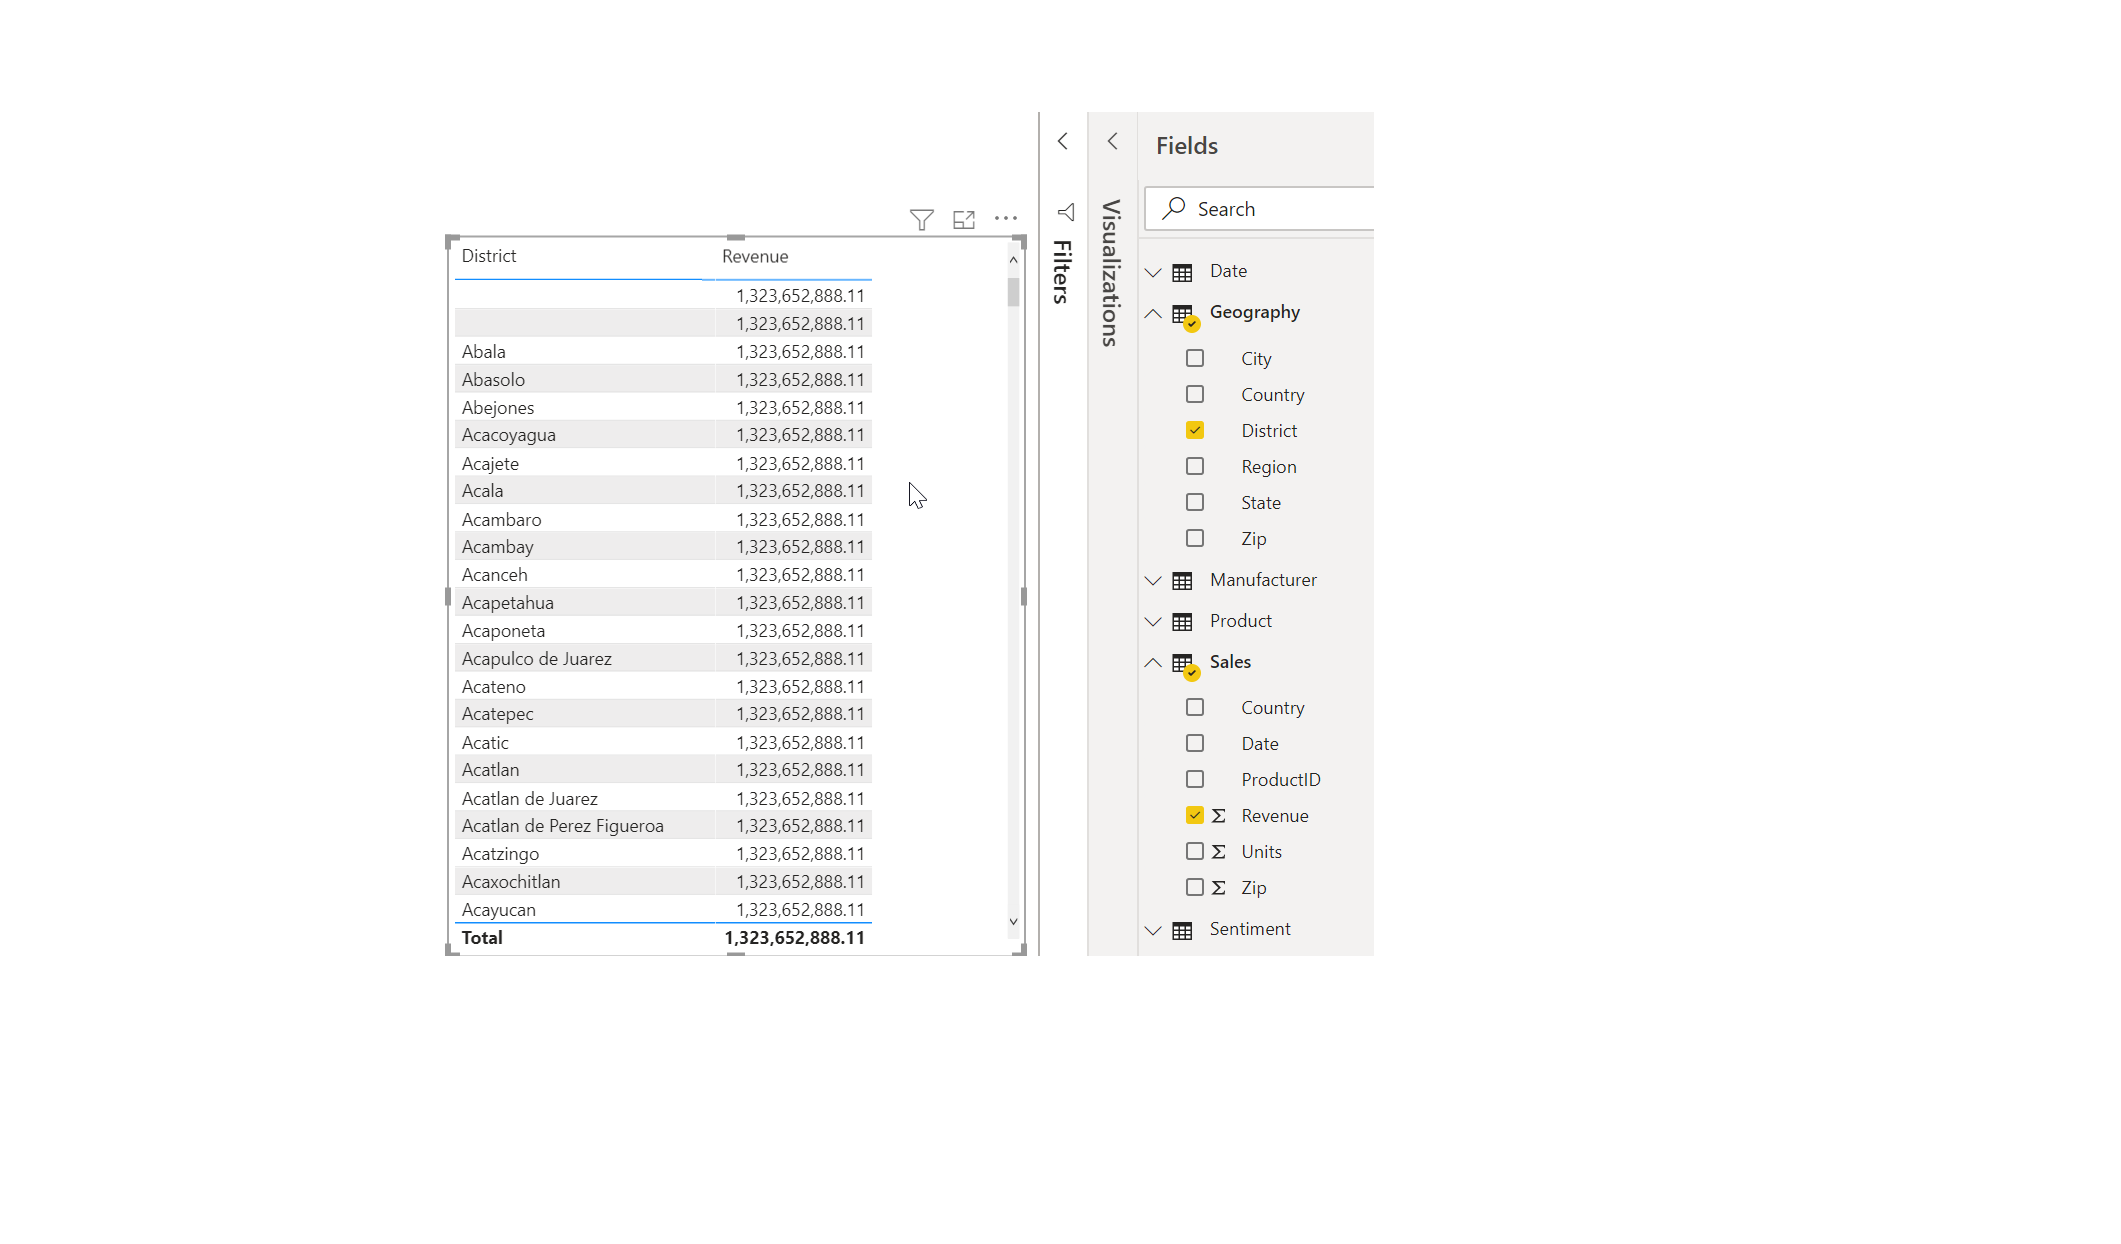 District Revenue
1,323,652,888.11
1,323,652,888.11
Abala 1,323,652,888.11
Abasolo 1,323,652,888.11
Abejones 1,323,652,888.11
Acacoyagua 1,323,652,888.11
Acajete 1,323,652,888.11
Acala 1,323,652,888.11
Acambaro 1,323,652,888.11
Acambay 1,323,652,888.11
Acanceh 1,323,652,888.11
Acapetahua 1,323,652,888.11
Acaponeta 1,323,652,888.11
Acapulco de Juarez 1,323,652,888.11
Acateno 1,323,652,888.11
Acatepec 1,323,652,888.11
Acatic 1,323,652,888.11
Acatlan 1,323,652,888.11
Acatlan de Juarez 1,323,652,888.11
Acatlan de Perez Figueroa 1,323,652,888.11
Acatzingo 1,323,652,888.11
Acaxochitlan 1,323,652,888.11
Acayucan 1,323,652,888.11
Total 1,323,652,888.11
Filters
Visualizations
Fields
Search
Date
Geography
City
Country
District
Region
State
Zip
Manufacturer
Product
Sales
Country
Date
ProductID
Σ Revenue
Σ Units
Σ Zip
Sentiment